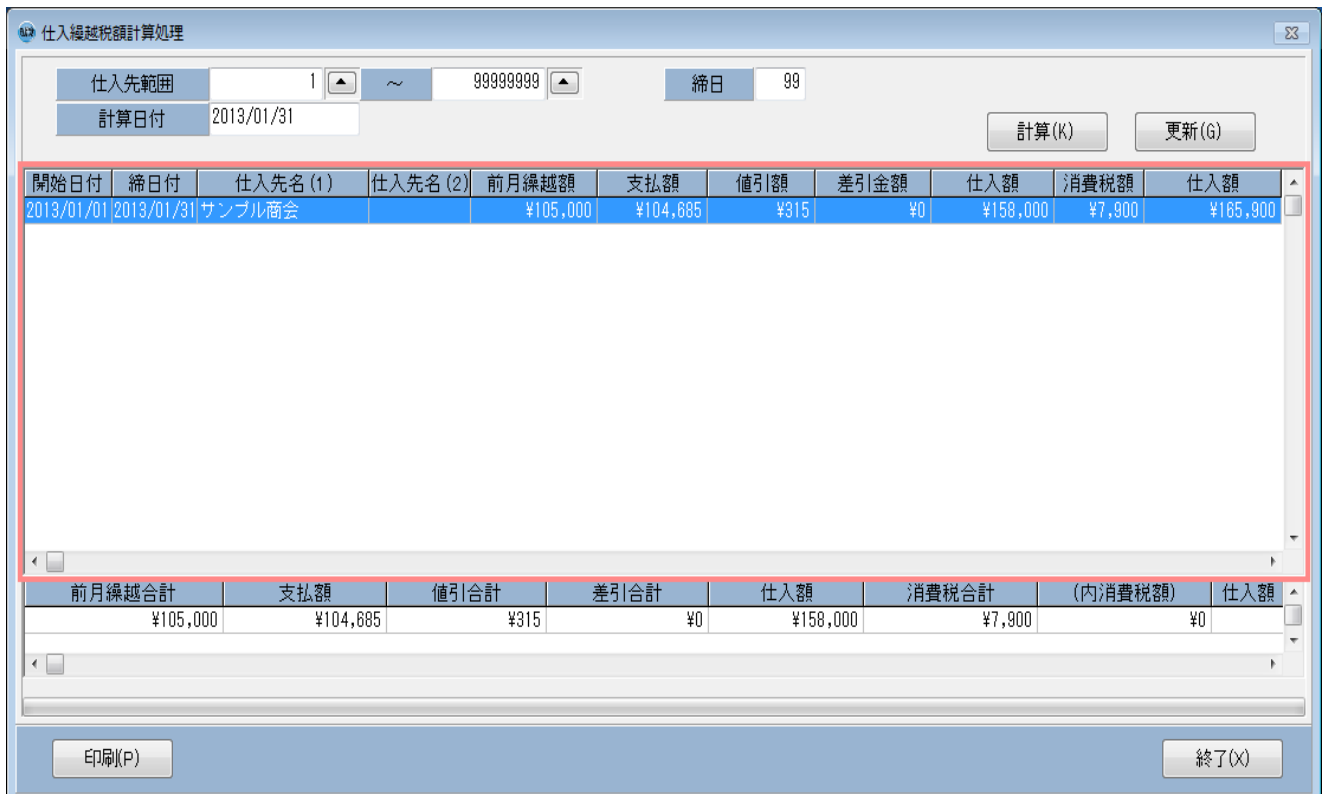 仕入繰越税額計算処理
仕入先範囲 1 ～ 99999999 締日 99
計算日付 2013/01/31 計算(K) 更新(G)
開始日付 締日付 仕入先名(1) 仕入先名(2) 前月繰越額 支払額 値引額 差引金額 仕入額 消費税額 仕入額
2013/01/01 2013/01/31 サンプル商会 ¥105,000 ¥104,685 ¥315 ¥0 ¥158,000 ¥7,900 ¥165,900
前月繰越合計 支払額 値引合計 差引合計 仕入額 消費税合計 (内消費税額) 仕入額
¥105,000 ¥104,685 ¥315 ¥0 ¥158,000 ¥7,900 ¥0
印刷(P) 終了(X)